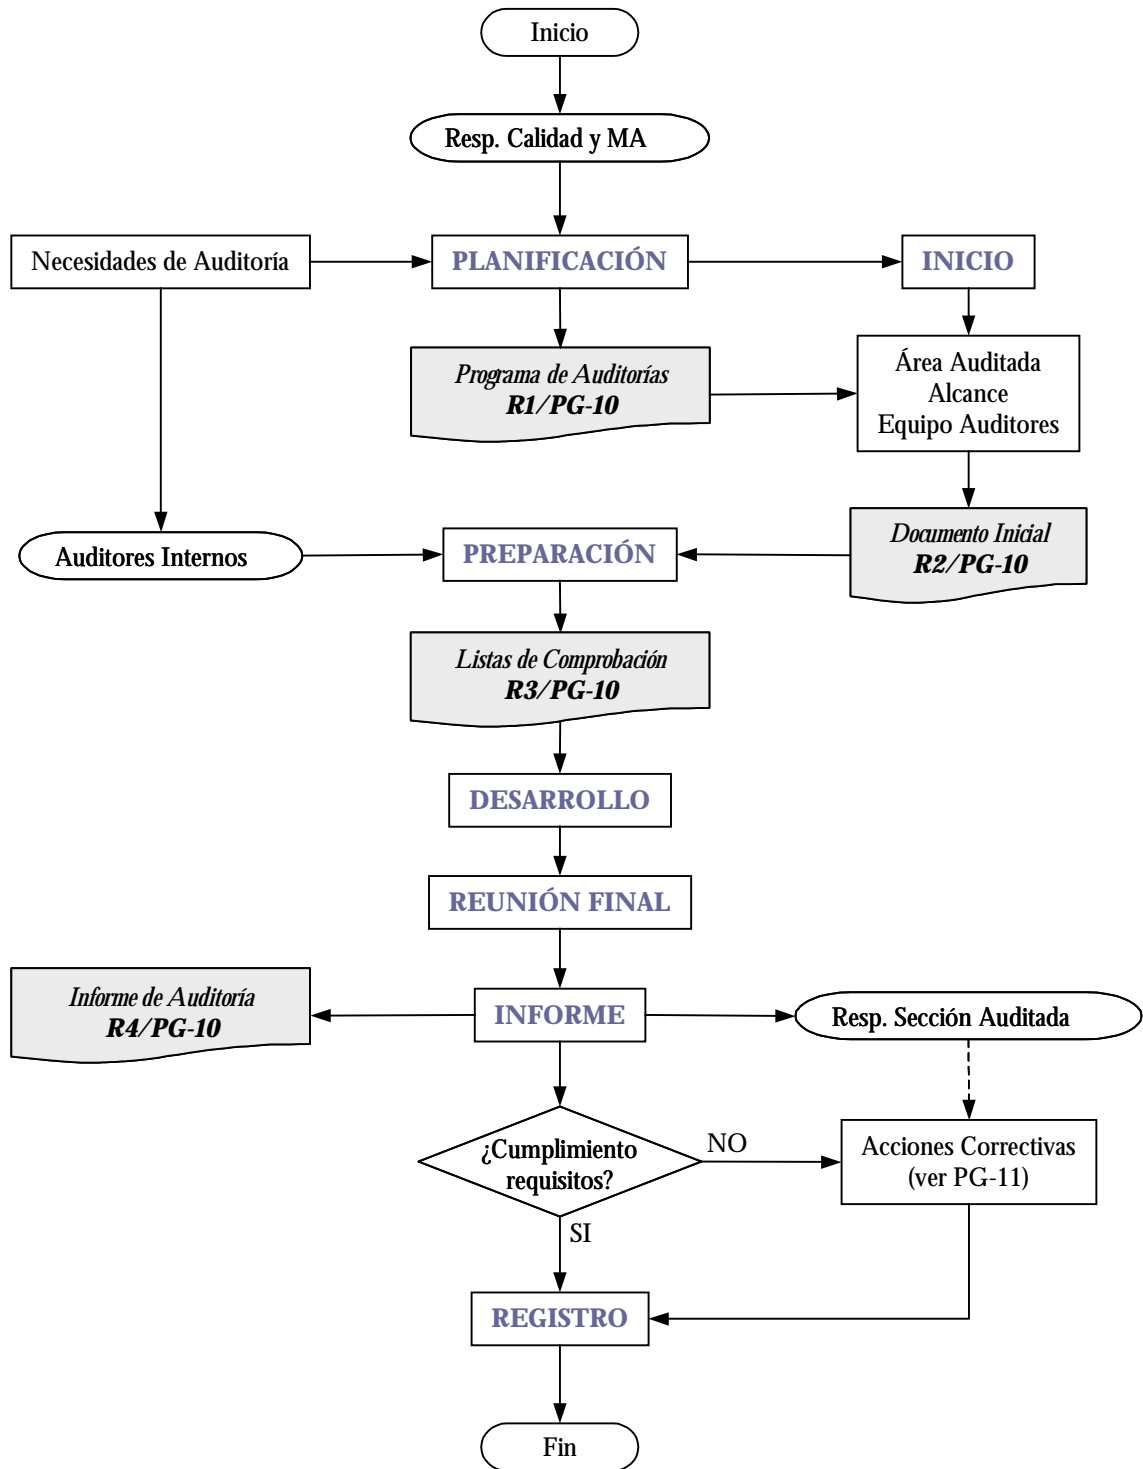 Inicio
Resp. Calidad y MA
Necesidades de Auditoría
PLANIFICACIÓN
INICIO
Programa de Auditorías
R1/PG-10
Área Auditada
Alcance
Equipo Auditores
Auditores Internos
PREPARACIÓN
Documento Inicial
R2/PG-10
Listas de Comprobación
R3/PG-10
DESARROLLO
REUNIÓN FINAL
Informe de Auditoría
R4/PG-10
INFORME
Resp. Sección Auditada
¿Cumplimiento
requisitos?
NO
Acciones Correctivas
(ver PG-11)
SI
REGISTRO
Fin